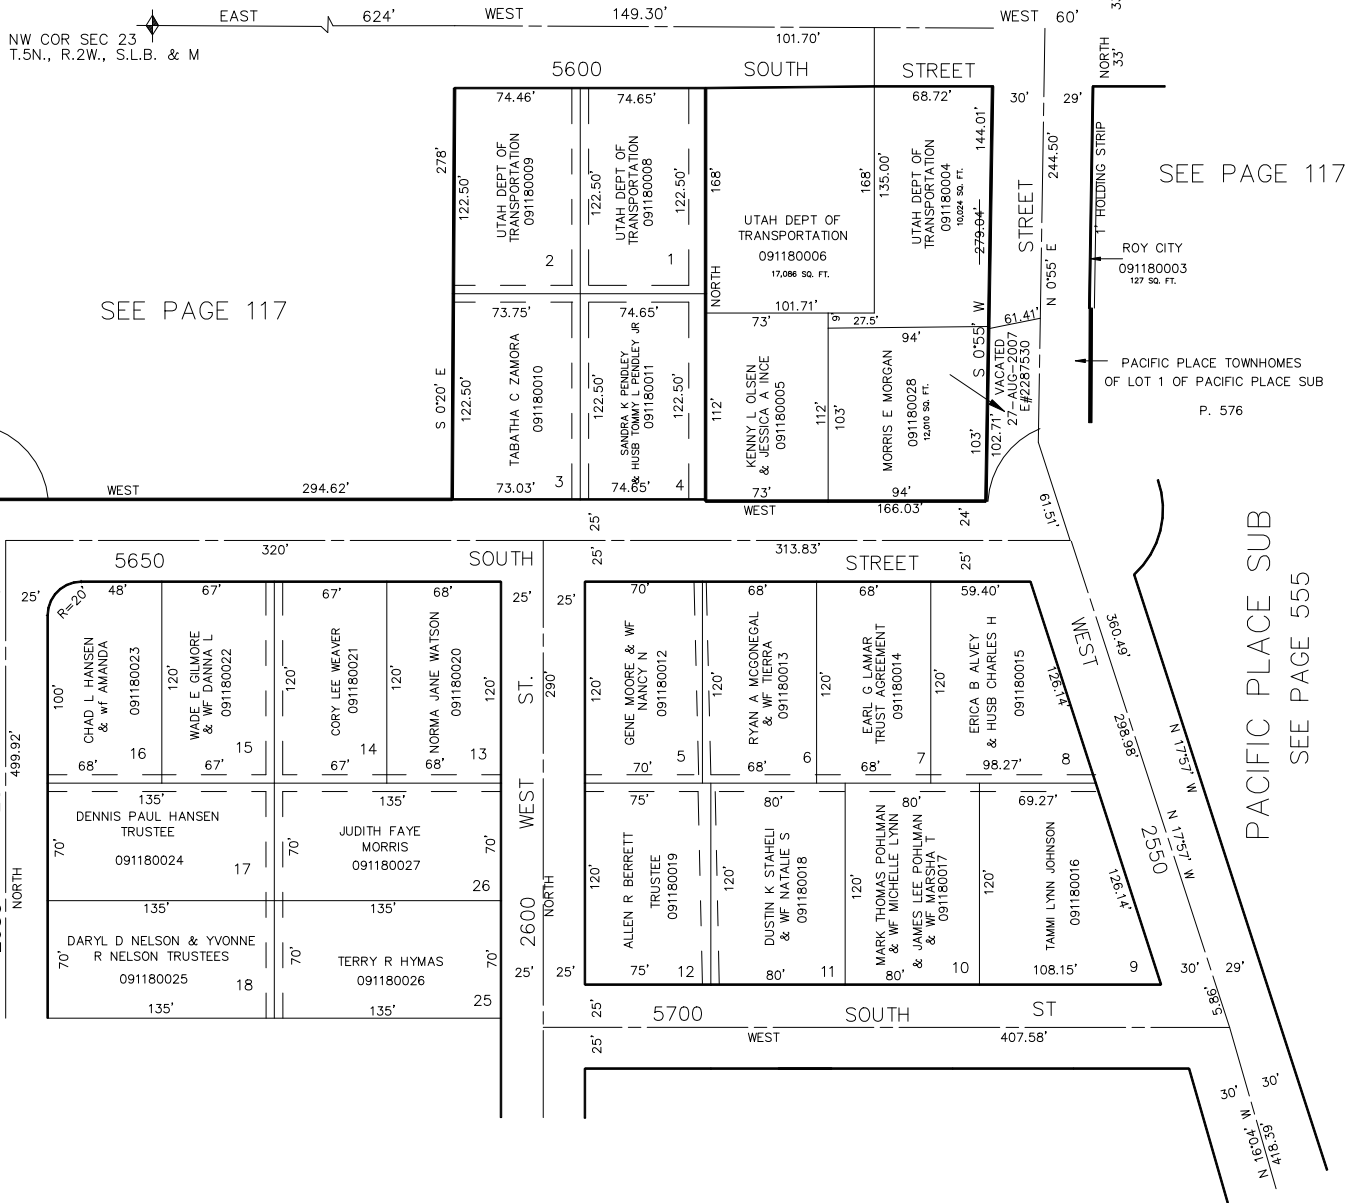 EAST 624' WEST 149.30' WEST 60'
NW COR SEC 23
T.5N., R.2W., S.L.B. & M
101.70'
NORTH
33'
5600 SOUTH STREET
74.46' 74.65' 68.72' 30' 29'
278'
122.50'
UTAH DEPT OF
TRANSPORTATION
091180009
2
122.50'
UTAH DEPT OF
TRANSPORTATION
091180008
122.50'
1
168'
NORTH
UTAH DEPT OF
TRANSPORTATION
091180006
17,086 SQ. FT.
101.71'
168'
135.00'
UTAH DEPT OF
TRANSPORTATION
091180004
10,024 SQ. FT.
144.01'
279.04'
S 0°55' W
STREET
244.50'
N 0°55' E
1' HOLDING STRIP
SEE PAGE 117
ROY CITY
091180003
127 SQ. FT.
SEE PAGE 117
PACIFIC PLACE TOWNHOMES
OF LOT 1 OF PACIFIC PLACE SUB
P. 576
S 0°20' E
73.75'
122.50'
TABATHA C ZAMORA
091180010
73.03' 3
74.65'
122.50'
SANDRA K PENDLEY
& HUSB TOMMY L PENDLEY JR
091180011
122.50'
74.65' 4
73'
112'
KENNY L OLSEN
& JESSICA A INCE
091180005
112'
73'
9'
27.5'
94'
103'
MORRIS E MORGAN
091180028
12,010 SQ. FT.
103'
94'
61.41'
102.71'
VACATED
27-AUG-2007
E#2287530
WEST 294.62'
WEST 166.03'
24'
61.51'
25'
5650 SOUTH STREET
320'
25'
313.83'
25'
25' R=20' 48' 67' 67' 68' 25' 25' 70' 68' 68' 59.40'
499.92'
NORTH
100'
CHAD L HANSEN
& wf AMANDA
091180023
16
68'
120'
WADE E GILMORE
& WF DANNA L
091180022
15
67'
120'
CORY LEE WEAVER
091180021
14
67'
120'
NORMA JANE WATSON
091180020
120'
13
68'
2600 WEST ST.
290'
NORTH
120'
GENE MOORE & WF
NANCY N
091180012
5
70'
120'
RYAN A MCGONEGAL
& WF TIERRA
091180013
6
68'
120'
EARL G LAMAR
TRUST AGREEMENT
091180014
7
68'
120'
ERICA B ALVEY
& HUSB CHARLES H
091180015
126.14'
8
98.27'
WEST
360.49'
298.98'
N 17°57' W
N 17°57' W
2550
PACIFIC PLACE SUB
SEE PAGE 555
135'
DENNIS PAUL HANSEN
TRUSTEE
091180024
70'
17
135'
135'
JUDITH FAYE
MORRIS
091180027
70'
70'
26
135'
DARYL D NELSON & YVONNE
R NELSON TRUSTEES
091180025
70'
18
135'
TERRY R HYMAS
091180026
70'
70'
25
135'
25' 25'
75'
120'
ALLEN R BERRETT
TRUSTEE
091180019
75' 12
80'
120'
DUSTIN K STAHELI
& WF NATALIE S
091180018
80' 11
80'
120'
MARK THOMAS POHLMAN
& WF MICHELLE LYNN
& JAMES LEE POHLMAN
& WF MARSHA T
091180017
80' 10
69.27'
120'
TAMMI LYNN JOHNSON
091180016
126.14'
108.15' 9
30' 29'
5.86'
25'
5700 SOUTH ST
25'
WEST 407.58'
30' 30'
N 16°04' W
418.39'